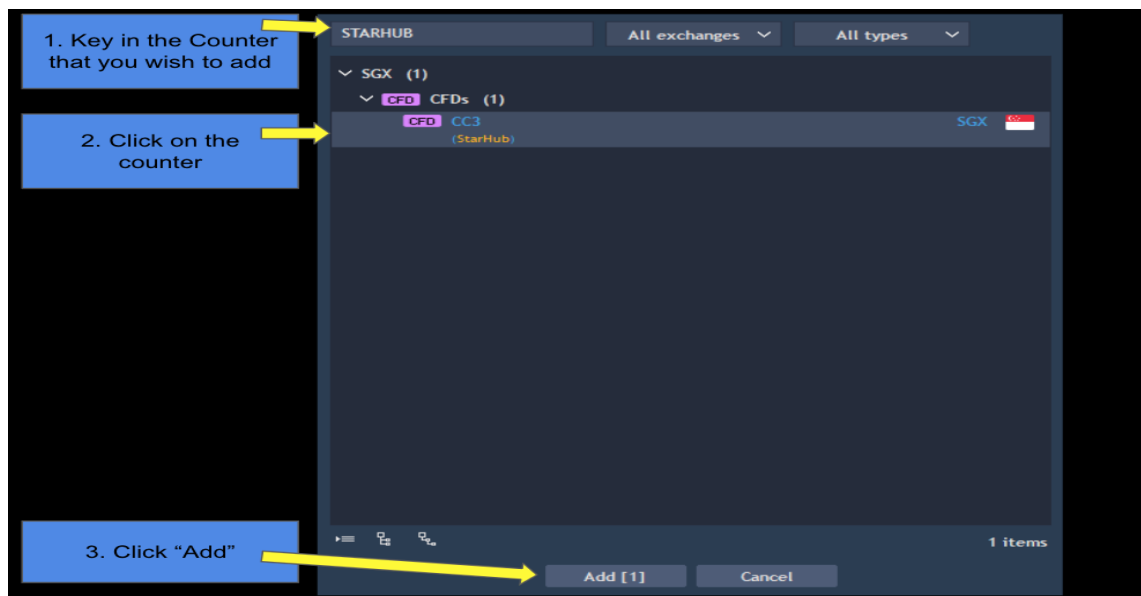 1. Key in the Counter
that you wish to add
STARHUB
All exchanges
All types
SGX (1)
CFD CFDs (1)
2. Click on the
counter
CFD CC3
SGX
(StarHub)
3. Click “Add”
1 items
Add [1]
Cancel